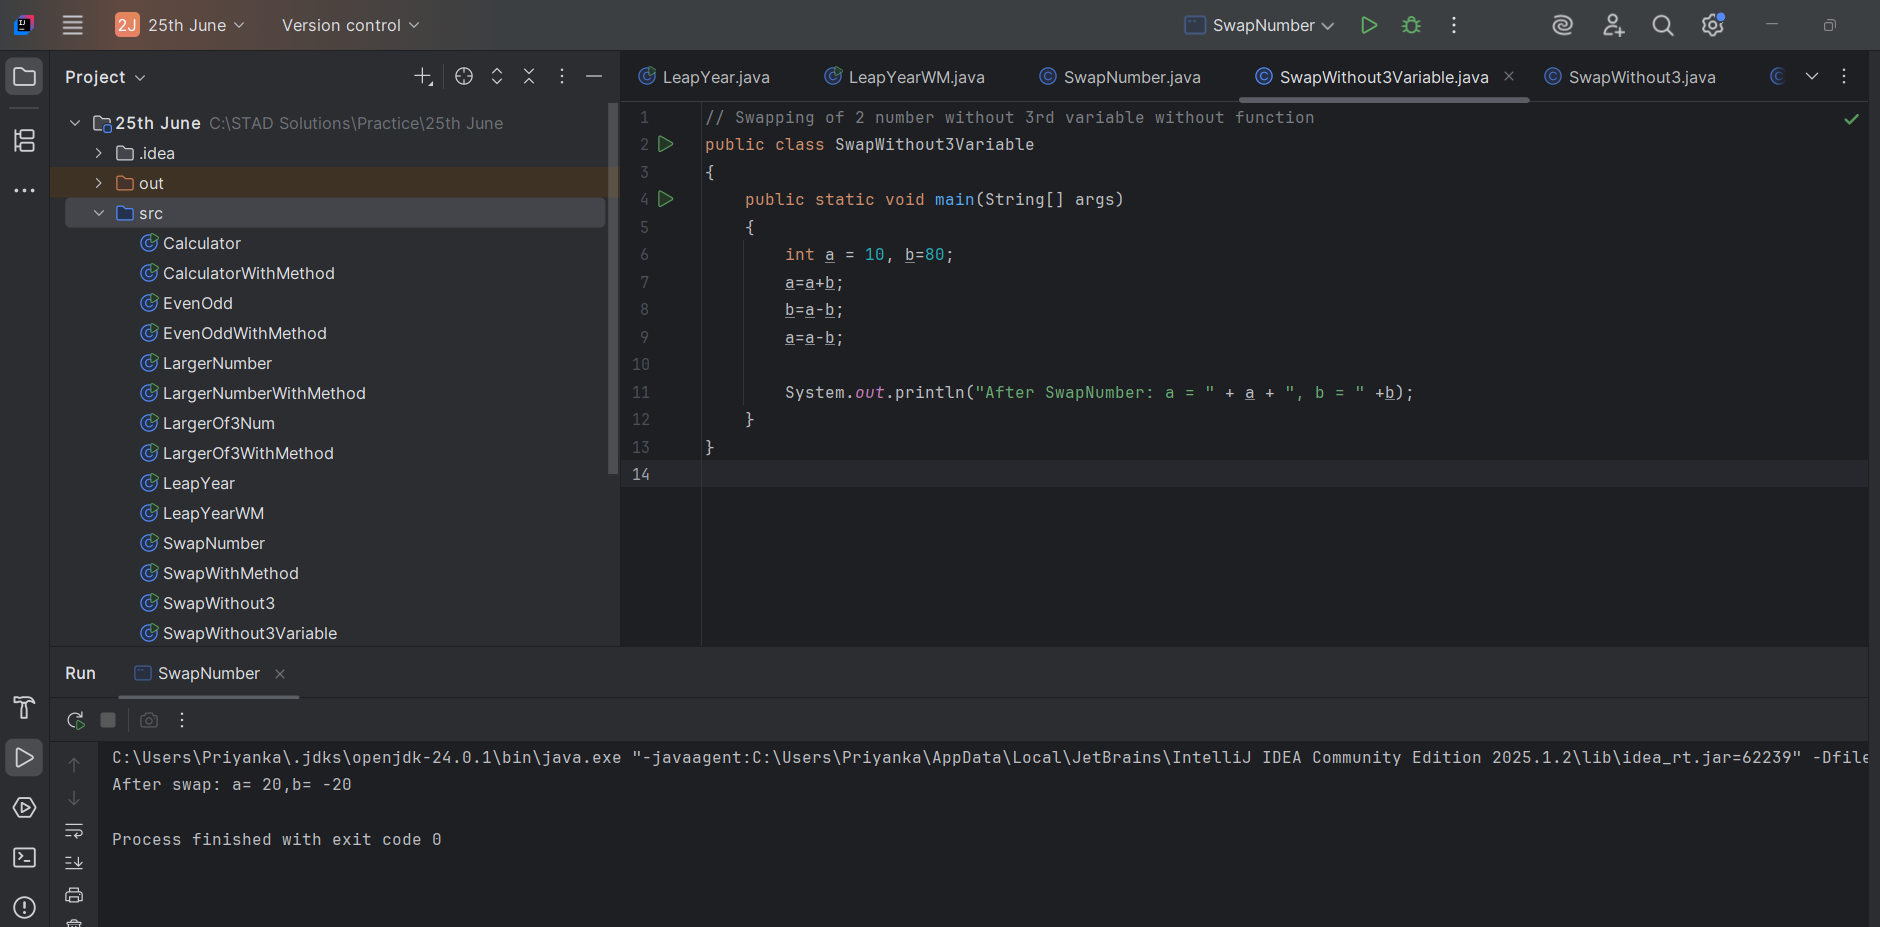 2J 25th June Version control SwapNumber
Project
LeapYear.java LeapYearWM.java SwapNumber.java SwapWithout3Variable.java SwapWithout3.java
25th June C:\STAD Solutions\Practice\25th June
.idea
out
src
Calculator
CalculatorWithMethod
EvenOdd
EvenOddWithMethod
LargerNumber
LargerNumberWithMethod
LargerOf3Num
LargerOf3WithMethod
LeapYear
LeapYearWM
SwapNumber
SwapWithMethod
SwapWithout3
SwapWithout3Variable
1 // Swapping of 2 number without 3rd variable without function
2 public class SwapWithout3Variable
3 {
4 public static void main(String[] args)
5 {
6 int a = 10, b=80;
7 a=a+b;
8 b=a-b;
9 a=a-b;
10
11 System.out.println("After SwapNumber: a = " + a + ", b = " +b);
12 }
13 }
14
Run SwapNumber
C:\Users\Priyanka\.jdks\openjdk-24.0.1\bin\java.exe "-javaagent:C:\Users\Priyanka\AppData\Local\JetBrains\IntelliJ IDEA Community Edition 2025.1.2\lib\idea_rt.jar=62239" -Dfile
After swap: a= 20,b= -20
Process finished with exit code 0